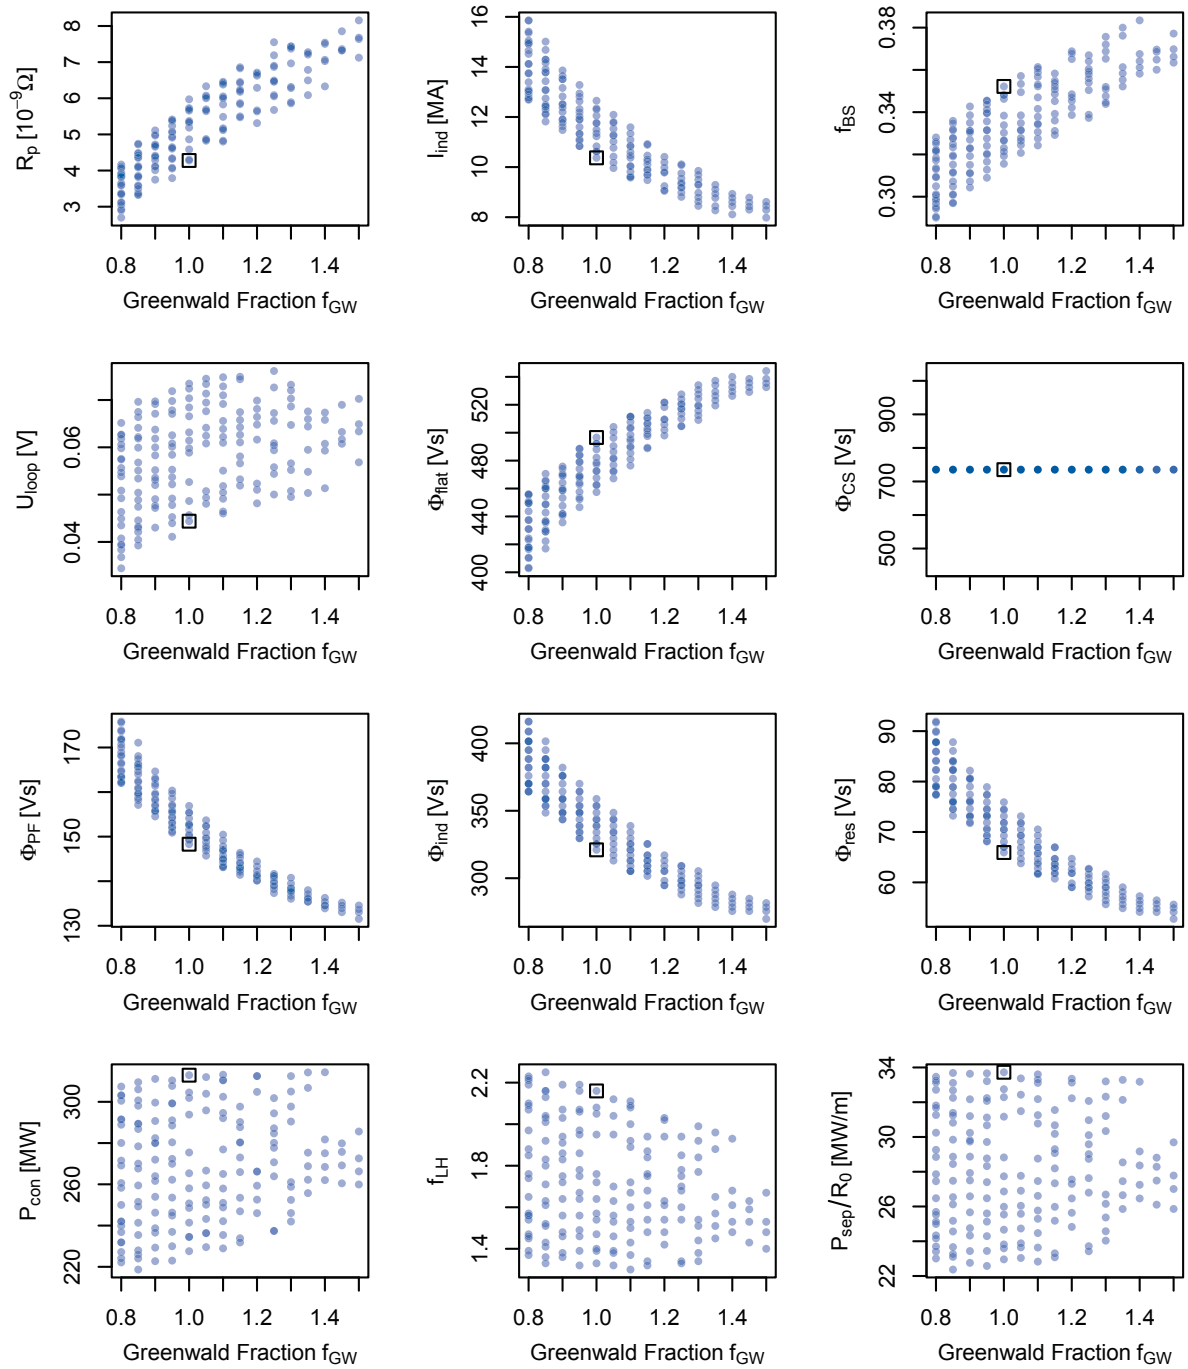 R_p [10^-9 Ω]
3 4 5 6 7 8
0.8 1.0 1.2 1.4
Greenwald Fraction f_GW
I_ind [MA]
8 10 12 14 16
0.8 1.0 1.2 1.4
Greenwald Fraction f_GW
f_BS
0.30 0.34 0.38
0.8 1.0 1.2 1.4
Greenwald Fraction f_GW
U_loop [V]
0.04 0.06
0.8 1.0 1.2 1.4
Greenwald Fraction f_GW
Φ_flat [Vs]
400 440 480 520
0.8 1.0 1.2 1.4
Greenwald Fraction f_GW
Φ_CS [Vs]
500 700 900
0.8 1.0 1.2 1.4
Greenwald Fraction f_GW
Φ_PF [Vs]
130 150 170
0.8 1.0 1.2 1.4
Greenwald Fraction f_GW
Φ_ind [Vs]
300 350 400
0.8 1.0 1.2 1.4
Greenwald Fraction f_GW
Φ_res [Vs]
60 70 80 90
0.8 1.0 1.2 1.4
Greenwald Fraction f_GW
P_con [MW]
220 260 300
0.8 1.0 1.2 1.4
Greenwald Fraction f_GW
f_LH
1.4 1.8 2.2
0.8 1.0 1.2 1.4
Greenwald Fraction f_GW
P_sep/R_0 [MW/m]
22 26 30 34
0.8 1.0 1.2 1.4
Greenwald Fraction f_GW